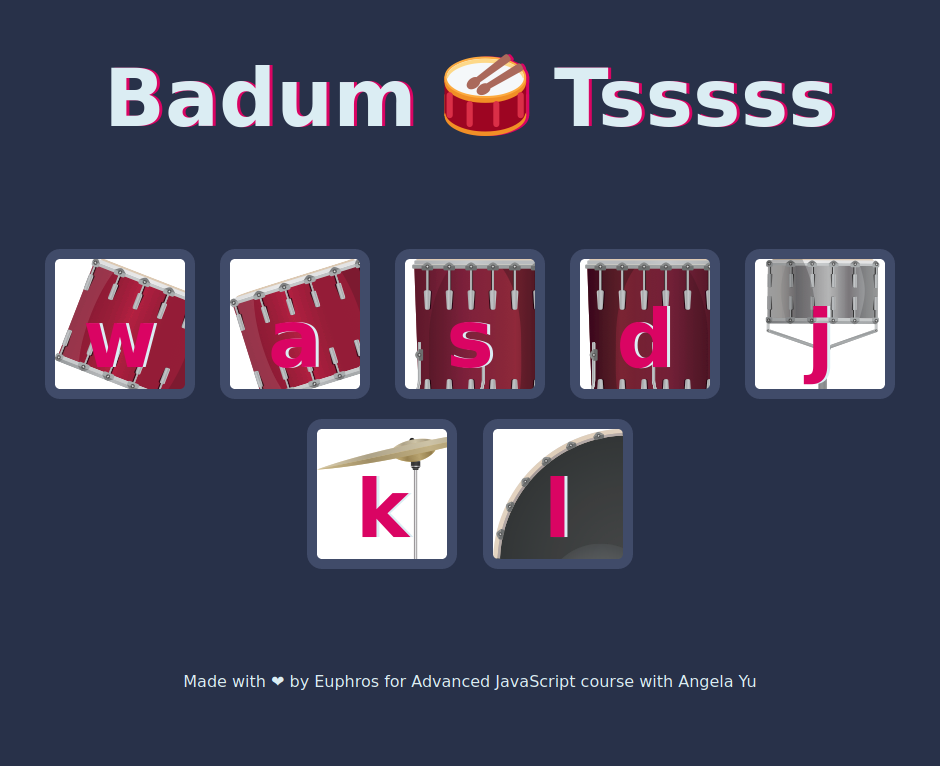 Badum 🥁 Tsssss
w a s d j
k l
Made with ❤ by Euphros for Advanced JavaScript course with Angela Yu